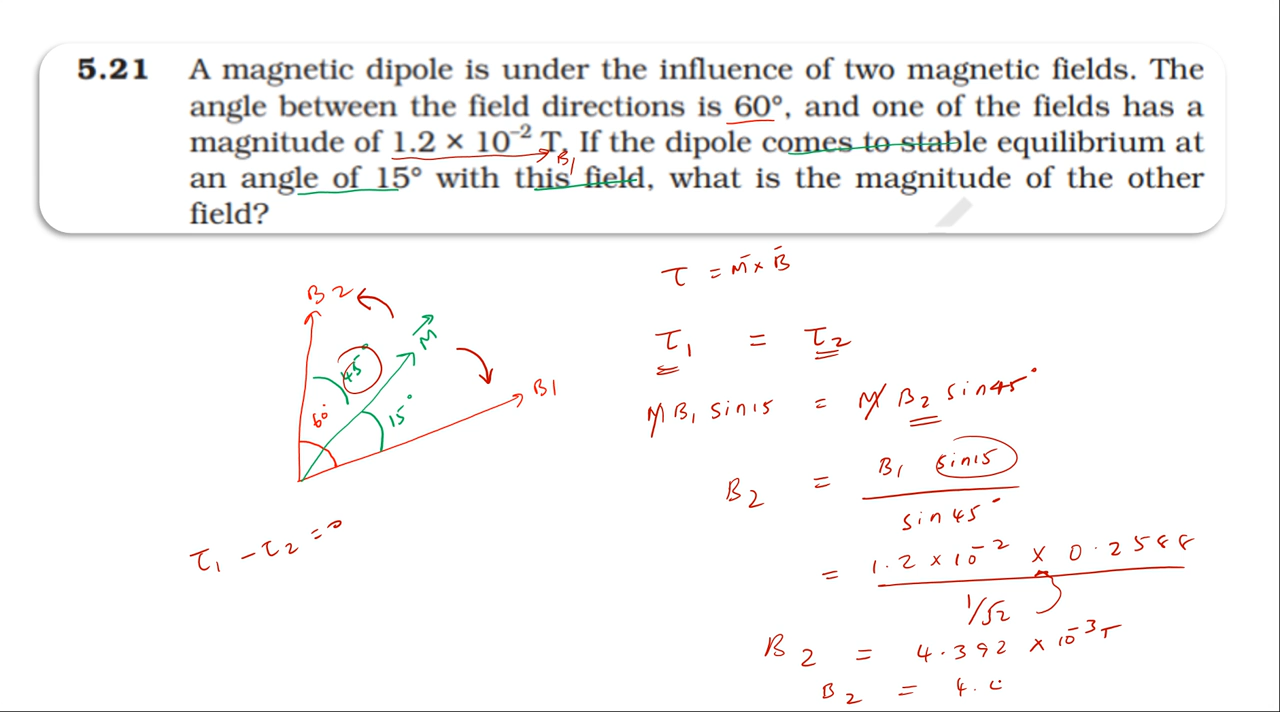 5.21 A magnetic dipole is under the influence of two magnetic fields. The
angle between the field directions is 60°, and one of the fields has a
magnitude of 1.2 × 10⁻² T. If the dipole comes to stable equilibrium at
B1
an angle of 15° with this field, what is the magnitude of the other
field?
τ = M̄ × B̄
B2
M⃗
τ₁ = τ₂
45°
B1
60°
15°
MB₁ sin15 = M B₂ sin45°
B₂ = B₁ sin15 / sin45°
τ₁ - τ₂ = 0
= 1.2 × 10⁻² × 0.2588 / 1/√2
B₂ = 4.392 × 10⁻³ T
B₂ = 4.